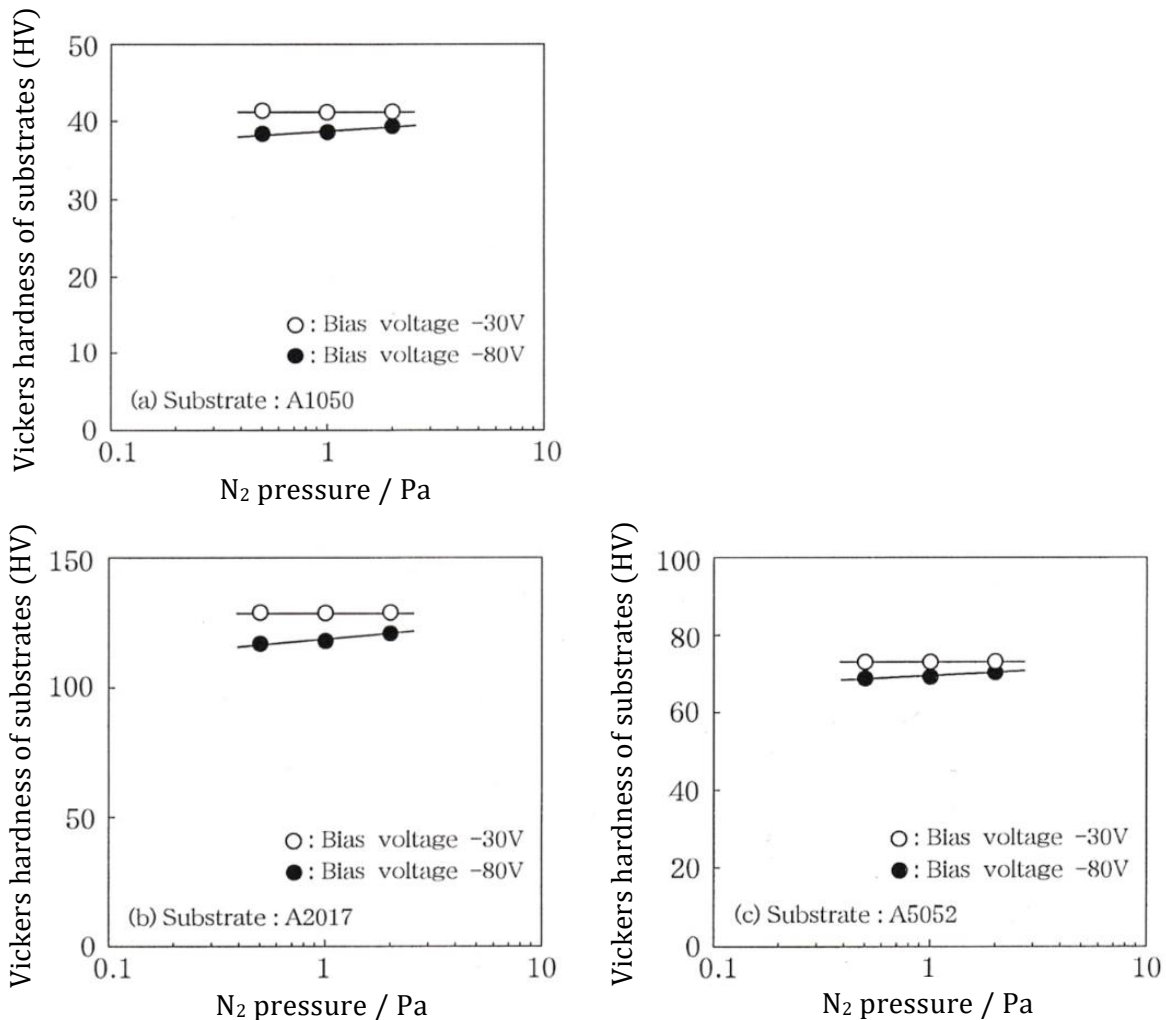 Vickers hardness of substrates (HV)
50
40
30
20
10
0
○ : Bias voltage -30V
● : Bias voltage -80V
(a) Substrate : A1050
0.1 1 10
N₂ pressure / Pa
Vickers hardness of substrates (HV)
150
100
50
0
○ : Bias voltage -30V
● : Bias voltage -80V
(b) Substrate : A2017
0.1 1 10
N₂ pressure / Pa
Vickers hardness of substrates (HV)
100
80
60
40
20
0
○ : Bias voltage -30V
● : Bias voltage -80V
(c) Substrate : A5052
0.1 1 10
N₂ pressure / Pa